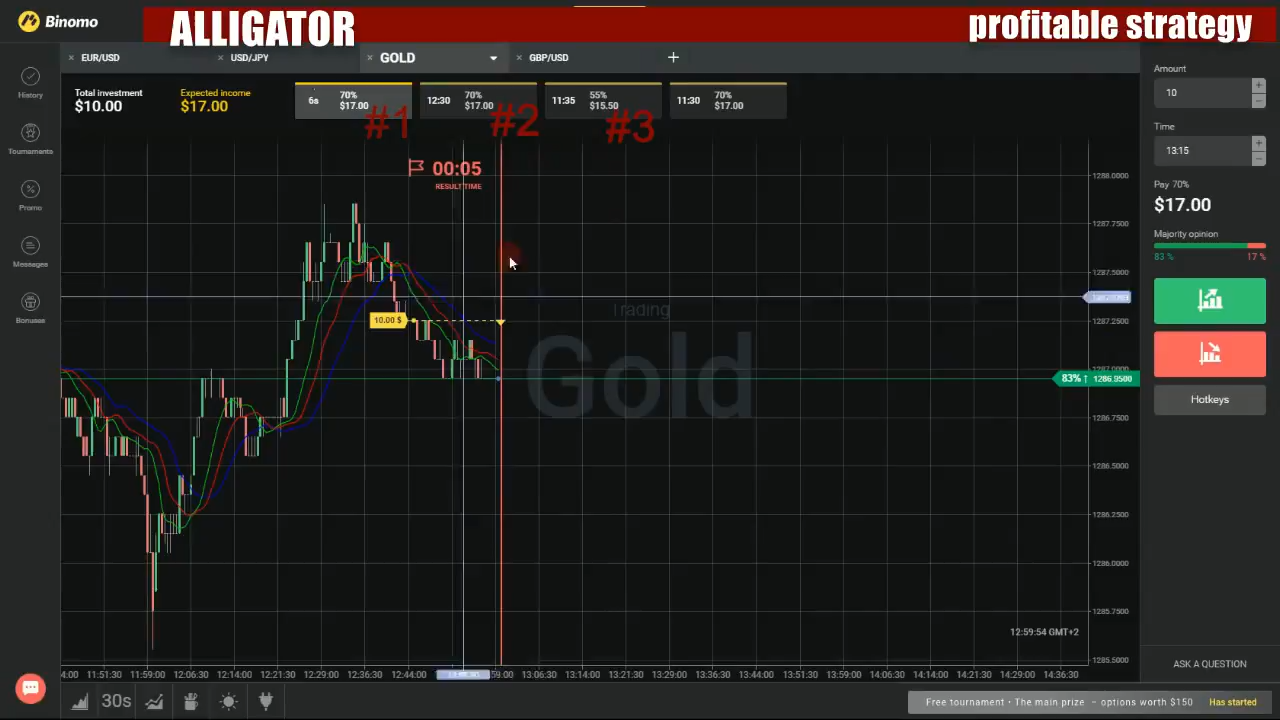 Binomo
ALLIGATOR
profitable strategy
EUR/USD
USD/JPY
GOLD
GBP/USD
+
Total investment
$10.00
Expected income
$17.00
6s
70%
$17.00
12:30
70%
$17.00
11:35
55%
$15.50
11:30
70%
$17.00
#1
#2
#3
00:05
RESULT TIME
Trading
Gold
10.00 $
History
Tournaments
Promo
Messages
Bonuses
1288.0000
1287.7500
1287.5000
1287.2500
83% ↑ 1286.9500
1286.7500
1286.5000
1286.2500
1286.0000
1285.7500
1285.5000
12:59:54 GMT+2
11:51:30 11:59:00 12:06:30 12:14:00 12:21:30 12:29:00 12:36:30 12:44:00 13:06:30 13:14:00 13:21:30 13:29:00 13:36:30 13:44:00 13:51:30 13:59:00 14:06:30 14:14:00 14:21:30 14:29:00 14:36:30
30s
Amount
10
Time
13:15
Pay 70%
$17.00
Majority opinion
83 % 17 %
Hotkeys
ASK A QUESTION
Free tournament · The main prize – options worth $150 Has started